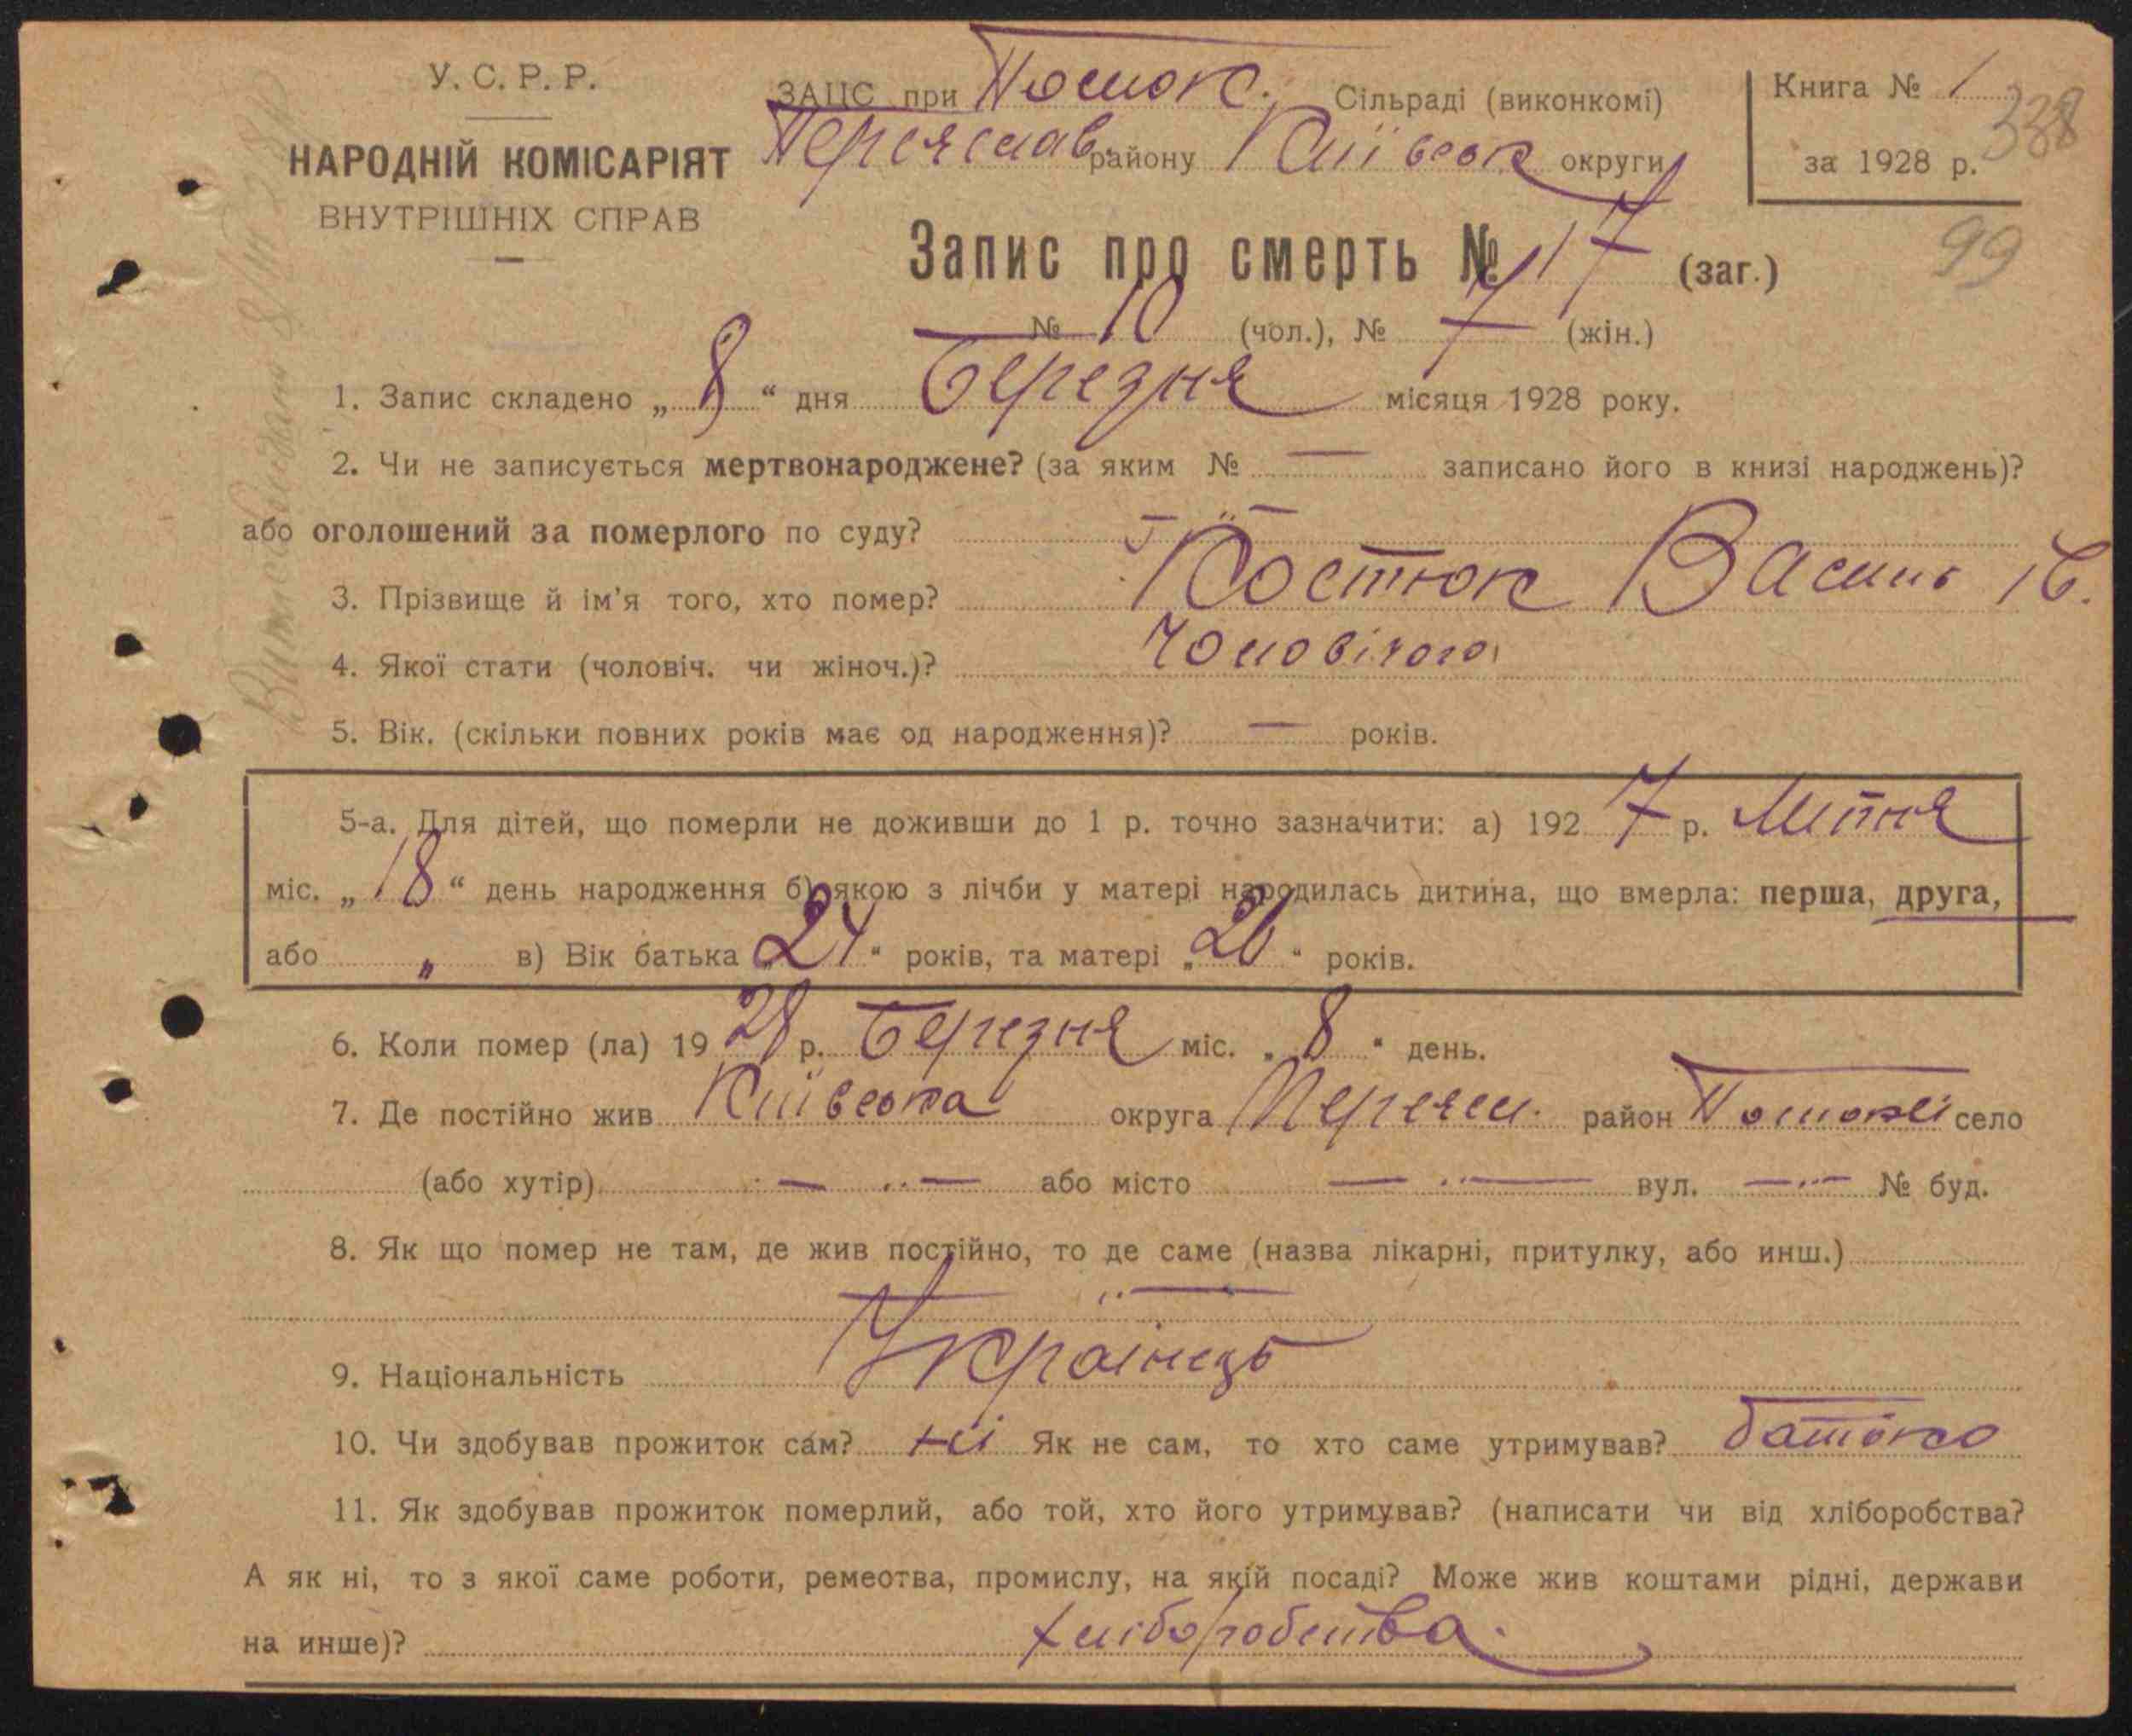 У. С. Р. Р.
НАРОДНІЙ КОМІСАРІЯТ
ВНУТРІШНІХ СПРАВ
ЗАЦС при Помок. Сільраді (виконкомі)
Переяслав. району Київськ округи
Книга № 1
за 1928 р.
338
99
Запис про смерть № 17 (заг.)
№ 10 (чол.), № 7 (жін.)
1. Запис складено „ 8 “ дня Березня місяця 1928 року.
2. Чи не записується мертвонароджене? (за яким № — записано його в книзі народжень)?
або оголошений за померлого по суду? — „ —
3. Прізвище й ім'я того, хто помер? Костюк Василь
4. Якої стати (чоловіч. чи жіноч.)? Чоловічого
5. Вік. (скільки повних років має од народження)? — років.
5-а. Для дітей, що померли не доживши до 1 р. точно зазначити: а) 192 7 р. Липня
міс. „ 18 “ день народження б) якою з лічби у матері народилась дитина, що вмерла: перша, друга,
або „ в) Вік батька „ 24 “ років, та матері „ 26 “ років.
6. Коли помер (ла) 19 28 р. Березня міс. „ 8 “ день.
7. Де постійно жив Київська округа Переясл. район село
(або хутір) — „ — або місто — „ — вул. — „ — № буд.
8. Як що помер не там, де жив постійно, то де саме (назва лікарні, притулку, або инш.)
— „ —
9. Національність Українець
10. Чи здобував прожиток сам? ні Як не сам, то хто саме утримував? батько
11. Як здобував прожиток померлий, або той, хто його утримував? (написати чи від хліборобства?
А як ні, то з якої саме роботи, ремества, промислу, на якій посаді? Може жив коштами рідні, держави
на инше)? хліборобства.